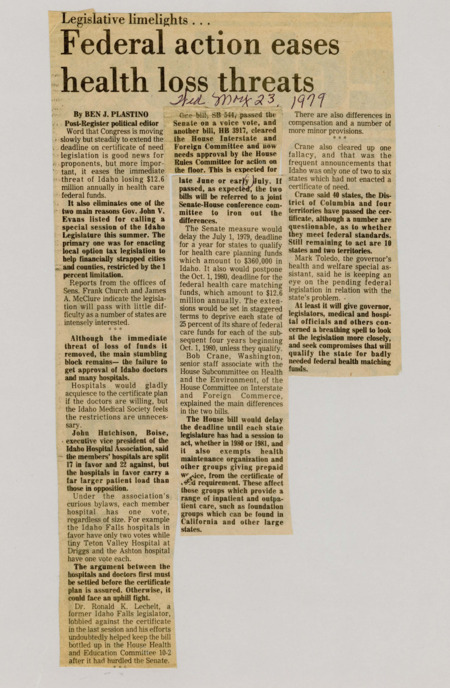 Legislative limelights . . .
Federal action eases
health loss threats
Wed May 23, 1979
By BEN J. PLASTINO
Post-Register political editor
Word that Congress is moving
slowly but steadily to extend the
deadline on certificate of need
legislation is good news for
proponents, but more impor-
tant, it eases the immediate
threat of Idaho losing $12.6
million annually in health care
federal funds.
It also eliminates one of the
two main reasons Gov. John V.
Evans listed for calling a
special session of the Idaho
Legislature this summer. The
primary one was for enacting
local option tax legislation to
help financially strapped cities
and counties, restricted by the 1
percent limitation.
Reports from the offices of
Sens. Frank Church and James
A. McClure indicate the legisla-
tion will pass with little dif-
ficulty as a number of states are
intensely interested.
* * *
Although the immediate
threat of loss of funds it
removed, the main stumbling
block remains— the failure to
get approval of Idaho doctors
and many hospitals.
Hospitals would gladly
acquiesce to the certificate plan
if the doctors are willing, but
the Idaho Medical Society feels
the restrictions are unneces-
sary.
John Hutchison, Boise,
executive vice president of the
Idaho Hospital Association, said
the members' hospitals are split
17 in favor and 22 against, but
the hospitals in favor carry a
far larger patient load than
those in opposition.
Under the association's
curious bylaws, each member
hospital has one vote,
regardless of size. For example
the Idaho Falls hospitals in
favor have only two votes while
tiny Teton Valley Hospital at
Driggs and the Ashton hospital
have one vote each.
The argument between the
hospitals and doctors first must
be settled before the certificate
plan is assured. Otherwise, it
could face an uphill fight.
Dr. Ronald K. Lechelt, a
former Idaho Falls legislator,
lobbied against the certificate
in the last session and his efforts
undoubtedly helped keep the bill
bottled up in the House Health
and Education Committee 10-2
after it had hurdled the Senate.
* * *
One bill, SB 544, passed the
Senate on a voice vote, and
another bill, HB 3917, cleared
the House Interstate and
Foreign Committee and now
needs approval by the House
Rules Committee for action on
the floor. This is expected for
late June or early July. If
passed, as expected, the two
bills will be referred to a joint
Senate-House conference com-
mittee to iron out the
differences.
The Senate measure would
delay the July 1, 1979, deadline
for a year for states to qualify
for health care planning funds
which amount to $360,000 in
Idaho. It also would postpone
the Oct. 1, 1980, deadline for the
federal health care matching
funds, which amount to $12.6
million annually. The exten-
sions would be set in staggered
terms to deprive each state of
25 percent of its share of federal
care funds for each of the sub-
sequent four years beginning
Oct. 1, 1980, unless they qualify.
Bob Crane, Washington,
senior staff associate with the
House Subcommittee on Health
and the Environment, of the
House Committee on Interstate
and Foreign Commerce,
explained the main differences
in the two bills.
The House bill would delay
the deadline until each state
legislature has had a session to
act, whether in 1980 or 1981, and
it also exempts health
maintenance organization and
other groups giving prepaid
service, from the certificate of
need requirement. These affect
those groups which provide a
range of inpatient and outpa-
tient care, such as foundation
groups which can be found in
California and other large
states.
There also are differences in
compensation and a number of
more minor provisions.
* * *
Crane also cleared up one
fallacy, and that was the
frequent announcements that
Idaho was only one of two to six
states which had not enacted a
certificate of need.
Crane said 40 states, the Dis-
trict of Columbia and four
territories have passed the cer-
tificate, although a number are
questionable, as to whether
they meet federal standards.
Still remaining to act are 10
states and two territories.
Mark Toledo, the governor's
health and welfare special as-
sistant, said he is keeping an
eye on the pending federal
legislation in relation with the
state's problem.
At least it will give governor,
legislators, medical and hospi-
tal officials and others con-
cerned a breathing spell to look
at the legislation more closely,
and seek compromises that will
qualify the state for badly
needed federal health matching
funds.